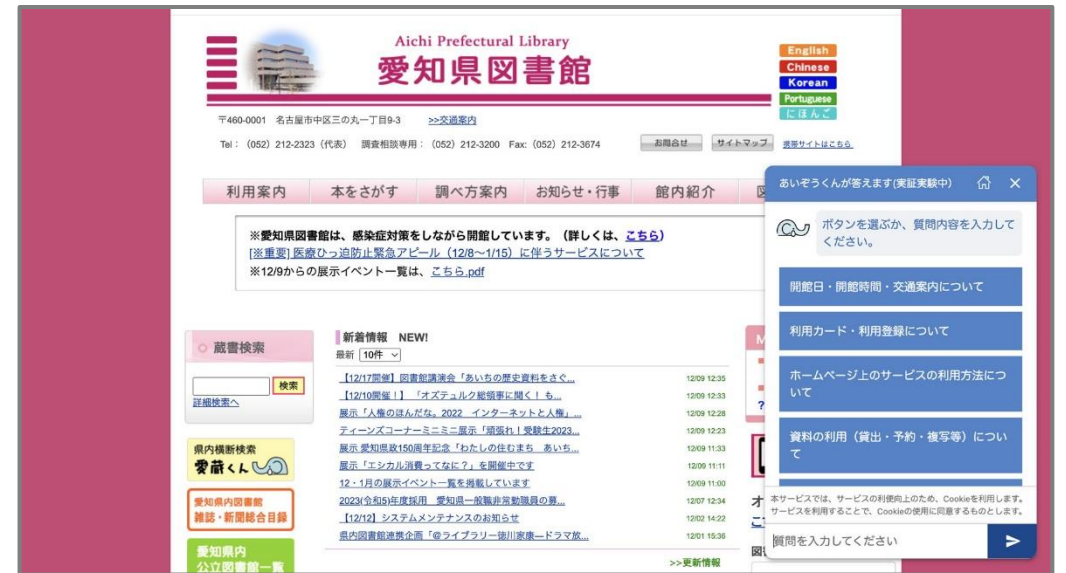 Aichi Prefectural Library
愛知県図書館
English
Chinese
Korean
Portuguese
にほんご
〒460-0001 名古屋市中区三の丸一丁目9-3 >>交通案内
Tel：（052）212-2323（代表） 調査相談専用：（052）212-3200 Fax:（052）212-3674
お問合せ
サイトマップ
携帯サイトはこちら
利用案内
本をさがす
調べ方案内
お知らせ・行事
館内紹介
※愛知県図書館は、感染症対策をしながら開館しています。（詳しくは、こちら）
[※重要] 医療ひっ迫防止緊急アピール（12/8～1/15）に伴うサービスについて
※12/9からの展示イベント一覧は、こちら.pdf
蔵書検索
検索
詳細検索へ
県内横断検索
愛蔵くん
愛知県内図書館
雑誌・新聞総合目録
愛知県内
公立図書館一覧
新着情報 NEW!
最新 10件
【12/17開催】図書館講演会「あいちの歴史資料をさぐ...
12/09 12:35
【12/10開催！】「オズテュルク総領事に聞く！ も...
12/09 12:33
展示「人権のほんだな。2022 インターネットと人権」...
12/09 12:28
ティーンズコーナーミニミニ展示「頑張れ！受験生2023...
12/09 12:23
展示 愛知県政150周年記念「わたしの住むまち あいち...
12/09 11:33
展示「エシカル消費ってなに？」を開催中です
12/09 11:11
12・1月の展示イベント一覧を掲載しています
12/09 11:00
2023(令和5)年度採用 愛知県一般職非常勤職員の募...
12/07 12:34
【12/12】システムメンテナンスのお知らせ
12/02 14:22
県内図書館連携企画「＠ライブラリー徳川家康―ドラマ放...
12/01 15:36
>>更新情報
あいぞうくんが答えます(実証実験中)
ボタンを選ぶか、質問内容を入力して
ください。
開館日・開館時間・交通案内について
利用カード・利用登録について
ホームページ上のサービスの利用方法につ
いて
資料の利用（貸出・予約・複写等）につい
て
本サービスでは、サービスの利便向上のため、Cookieを利用します。
サービスを利用することで、Cookieの使用に同意するものとします。
質問を入力してください